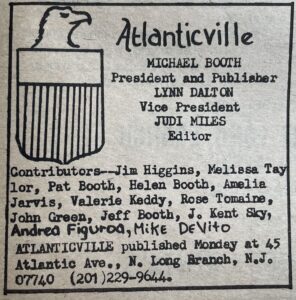 Atlanticville
MICHAEL BOOTH
President and Publisher
LYNN DALTON
Vice President
JUDI MILES
Editor
Contributors--Jim Higgins, Melissa Tay
lor, Pat Booth, Helen Booth, Amelia
Jarvis, Valerie Keddy, Rose Tomaine,
John Green, Jeff Booth, J. Kent Sky,
Andrea Figuroa, MIKE DeVito
ATLANTICVILLE published Monday at 45
Atlantic Ave., N. Long Branch, N.J.
07740 (201)229-9644.